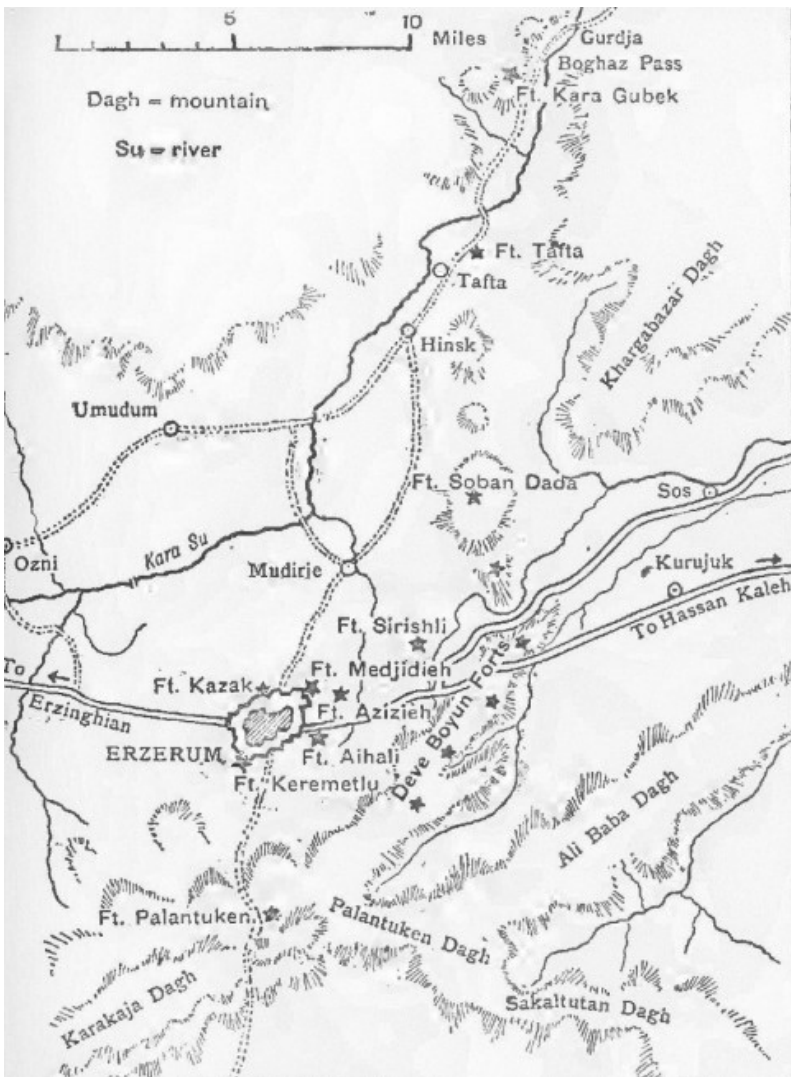 5
10
Miles
Gurdja
Boghaz Pass
Ft. Kara Gubek
Dagh = mountain
Su = river
Ft. Tafta
Tafta
Khargabazar Dagh
Hinsk
Umudum
Ft. Soban Dada
Sos
Ozni
Kara Su
Mudirje
Kurujuk
To Hassan Kaleh
Ft. Sirishli
Ft. Medjidieh
Ft. Kazak
To
Erzinghian
Ft. Azizieh
Deve Boyun Forts
ERZERUM
Ft. Aihali
Ft. Keremetlu
Ali Baba Dagh
Ft. Palantuken
Palantuken Dagh
Karakaja Dagh
Sakaltutan Dagh